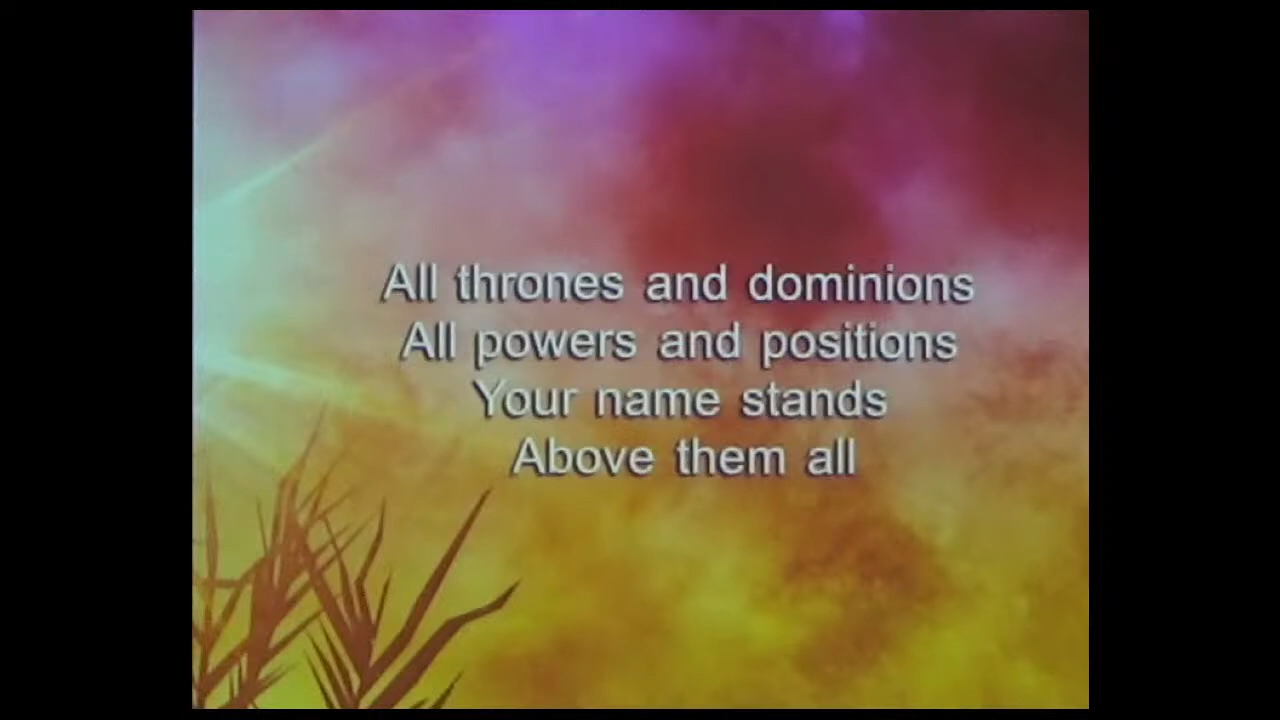 All thrones and dominions
All powers and positions
Your name stands
Above them all